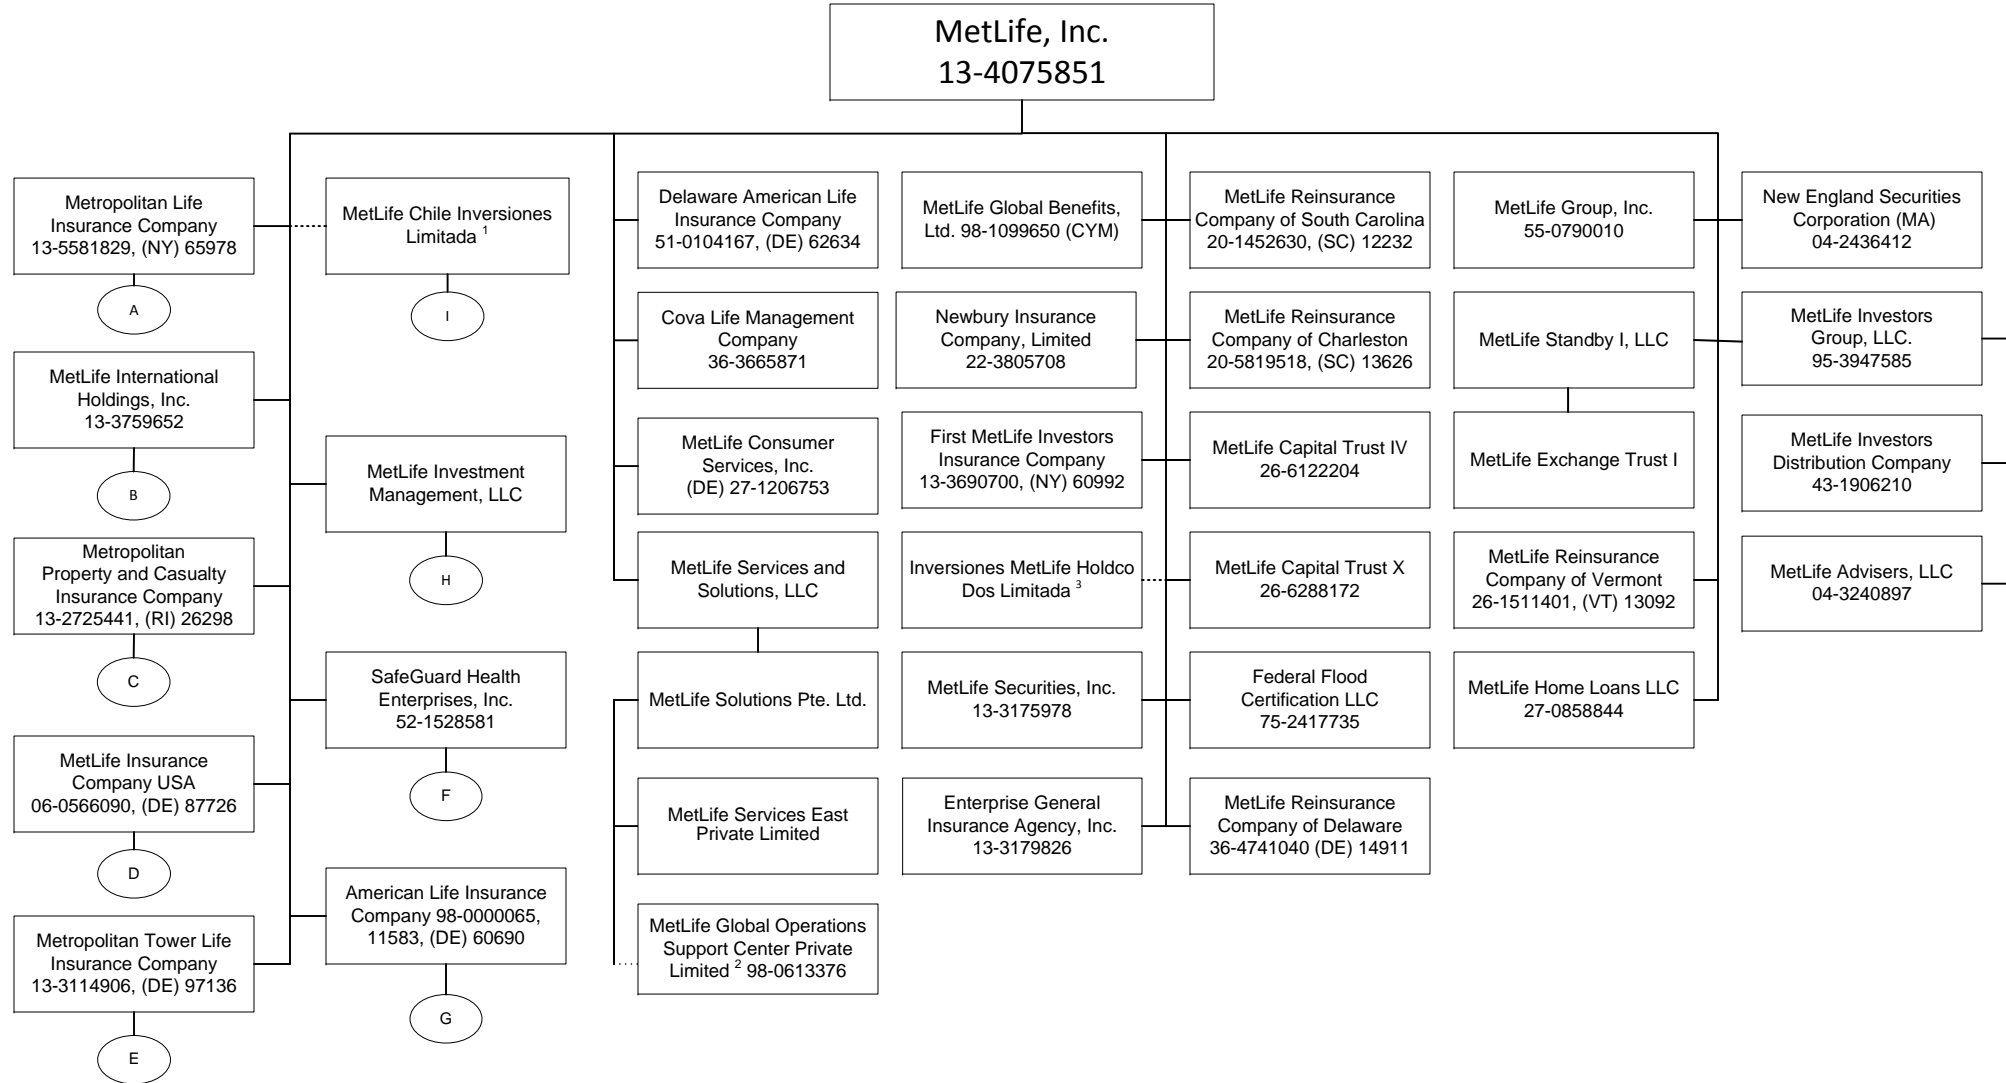 MetLife, Inc.
13-4075851
Metropolitan Life
Insurance Company
13-5581829, (NY) 65978
A
MetLife International
Holdings, Inc.
13-3759652
B
Metropolitan
Property and Casualty
Insurance Company
13-2725441, (RI) 26298
C
MetLife Insurance
Company USA
06-0566090, (DE) 87726
D
Metropolitan Tower Life
Insurance Company
13-3114906, (DE) 97136
E
MetLife Chile Inversiones
Limitada 1
I
MetLife Investment
Management, LLC
H
SafeGuard Health
Enterprises, Inc.
52-1528581
F
American Life Insurance
Company 98-0000065,
11583, (DE) 60690
G
Delaware American Life
Insurance Company
51-0104167, (DE) 62634
Cova Life Management
Company
36-3665871
MetLife Consumer
Services, Inc.
(DE) 27-1206753
MetLife Services and
Solutions, LLC
MetLife Solutions Pte. Ltd.
MetLife Services East
Private Limited
MetLife Global Operations
Support Center Private
Limited 2 98-0613376
MetLife Global Benefits,
Ltd. 98-1099650 (CYM)
Newbury Insurance
Company, Limited
22-3805708
First MetLife Investors
Insurance Company
13-3690700, (NY) 60992
Inversiones MetLife Holdco
Dos Limitada 3
MetLife Securities, Inc.
13-3175978
Enterprise General
Insurance Agency, Inc.
13-3179826
MetLife Reinsurance
Company of South Carolina
20-1452630, (SC) 12232
MetLife Reinsurance
Company of Charleston
20-5819518, (SC) 13626
MetLife Capital Trust IV
26-6122204
MetLife Capital Trust X
26-6288172
Federal Flood
Certification LLC
75-2417735
MetLife Reinsurance
Company of Delaware
36-4741040 (DE) 14911
MetLife Group, Inc.
55-0790010
MetLife Standby I, LLC
MetLife Exchange Trust I
MetLife Reinsurance
Company of Vermont
26-1511401, (VT) 13092
MetLife Home Loans LLC
27-0858844
New England Securities
Corporation (MA)
04-2436412
MetLife Investors
Group, LLC.
95-3947585
MetLife Investors
Distribution Company
43-1906210
MetLife Advisers, LLC
04-3240897